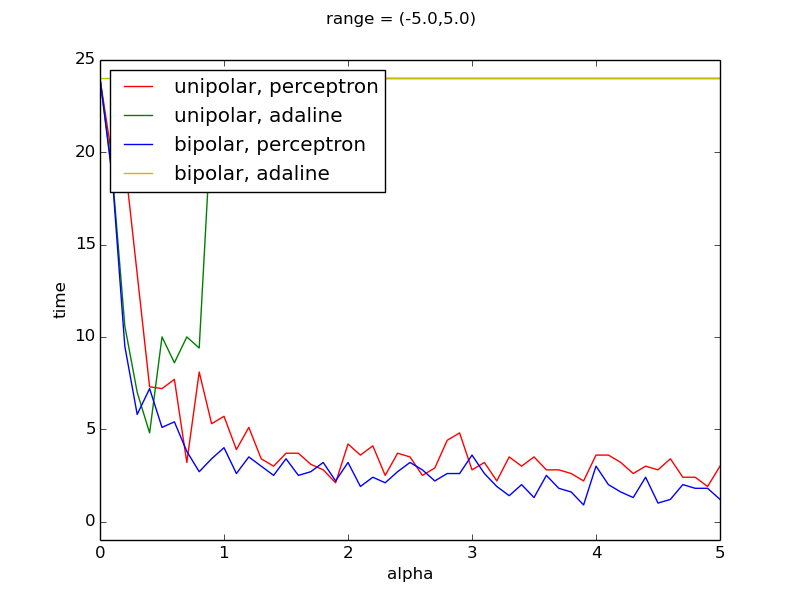 range = (-5.0,5.0)
25
20
15
10
5
0
time
unipolar, perceptron
unipolar, adaline
bipolar, perceptron
bipolar, adaline
0 1 2 3 4 5
alpha